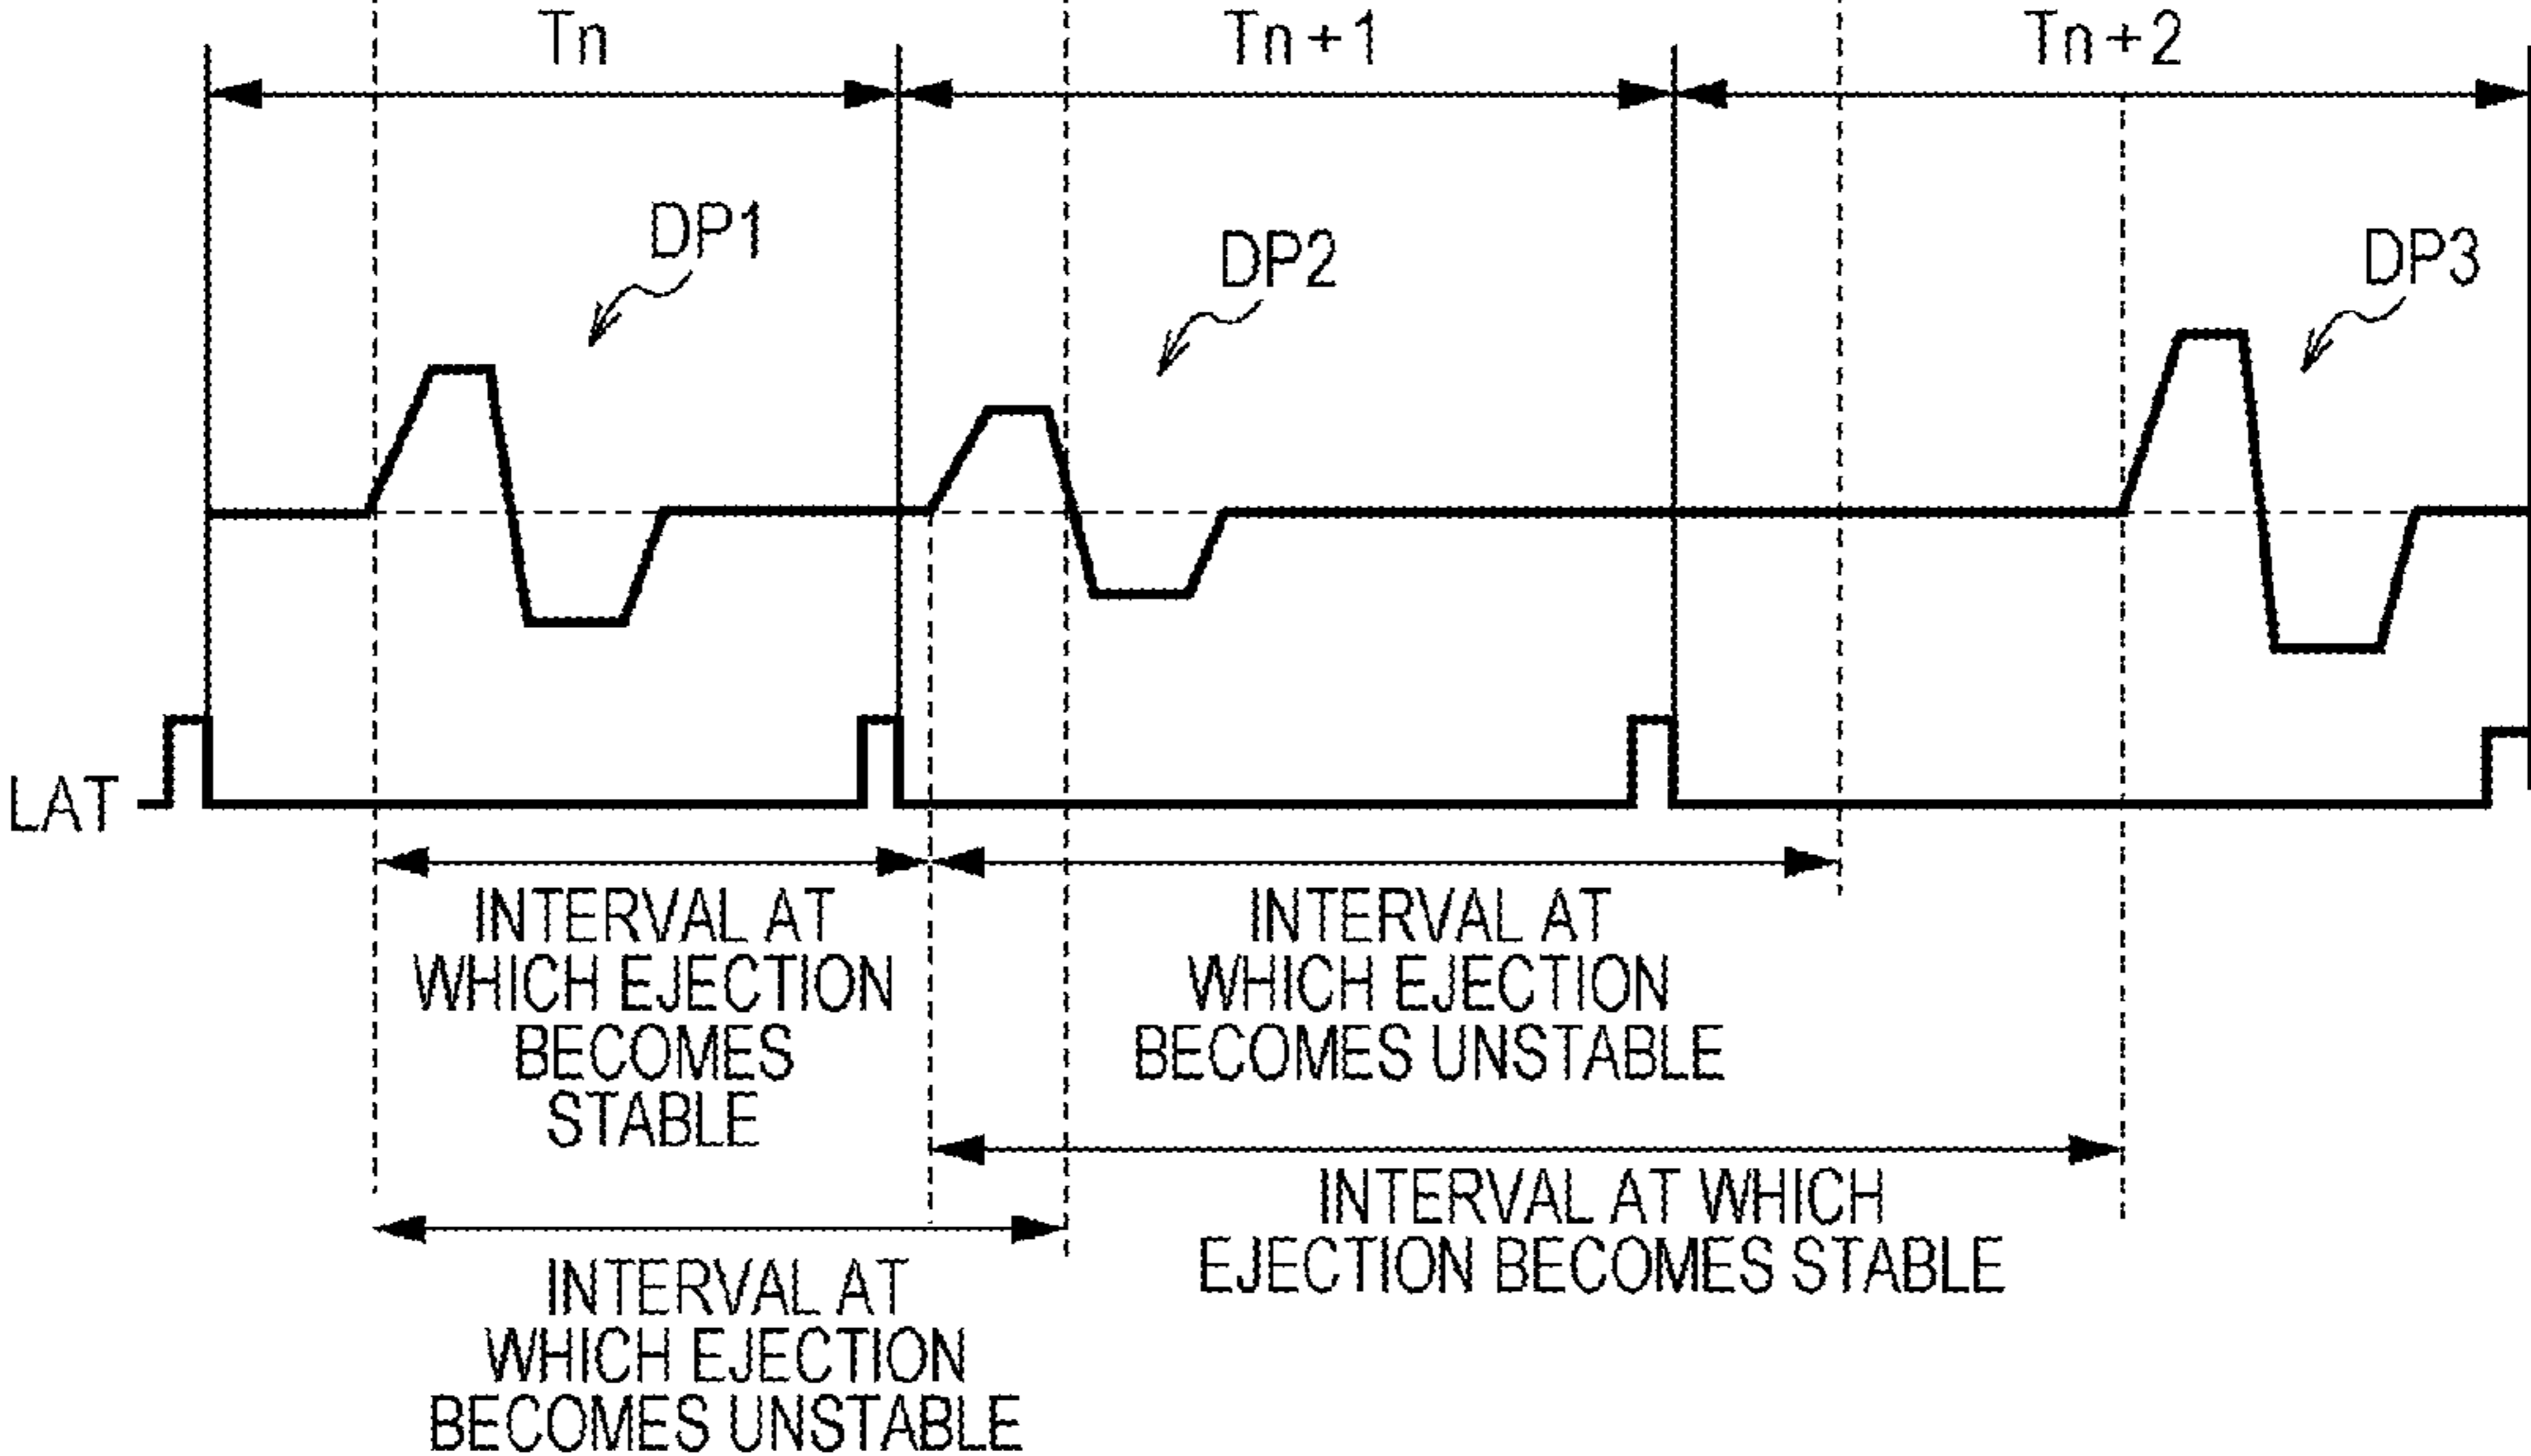 Tn
Tn+1
Tn+2
DP1
DP2
DP3
LAT
INTERVAL AT
WHICH EJECTION
BECOMES
STABLE
INTERVAL AT
WHICH EJECTION
BECOMES UNSTABLE
INTERVAL AT WHICH
EJECTION BECOMES STABLE
INTERVAL AT
WHICH EJECTION
BECOMES UNSTABLE